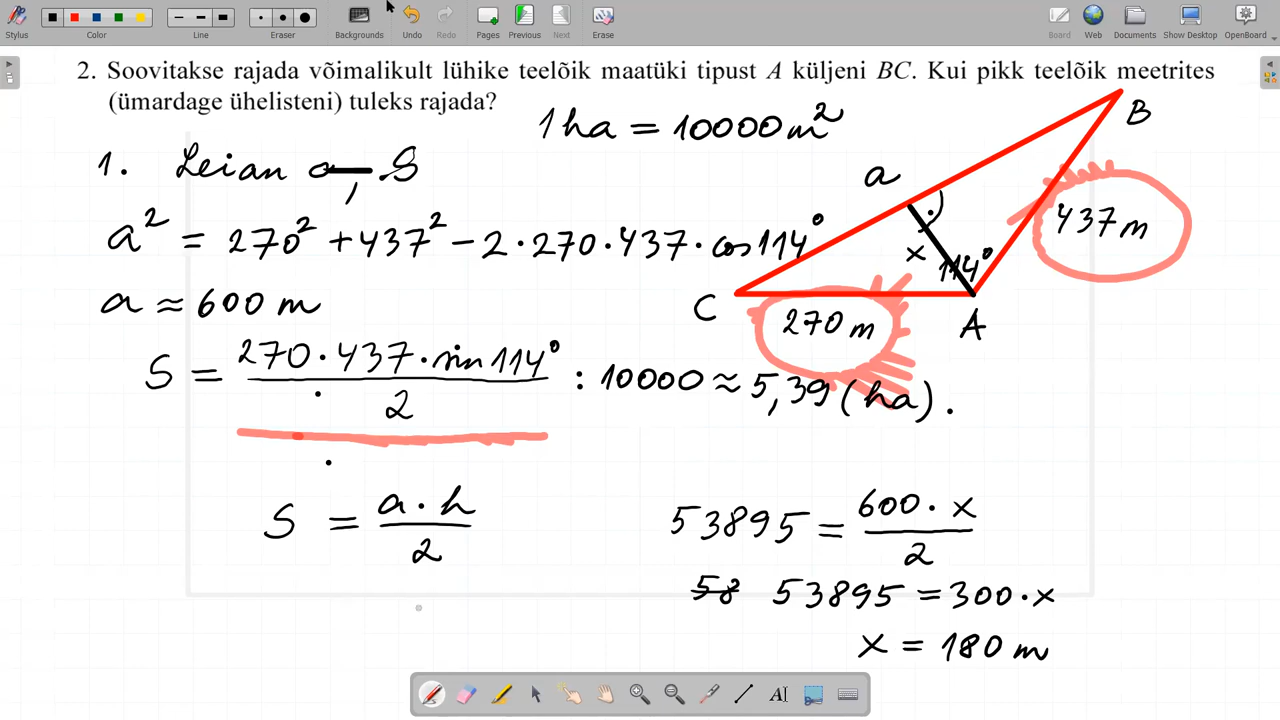 Stylus Color Line Eraser Backgrounds Undo Redo Pages Previous Next Erase Board Web Documents Show Desktop OpenBoard
2. Soovitakse rajada võimalikult lühike teelõik maatüki tipust A küljeni BC. Kui pikk teelõik meetrites
(ümardage ühelisteni) tuleks rajada?
1 ha = 10000 m²
B
1. Leian a, S
a
437 m
a² = 270² + 437² − 2 · 270 · 437 · cos 114°
x 114°
a ≈ 600 m
C 270 m A
S = 270 · 437 · sin 114° / 2 : 10000 ≈ 5,39 (ha).
S = a · h / 2
53895 = 600 · x / 2
58 53895 = 300 · x
x = 180 m
AI